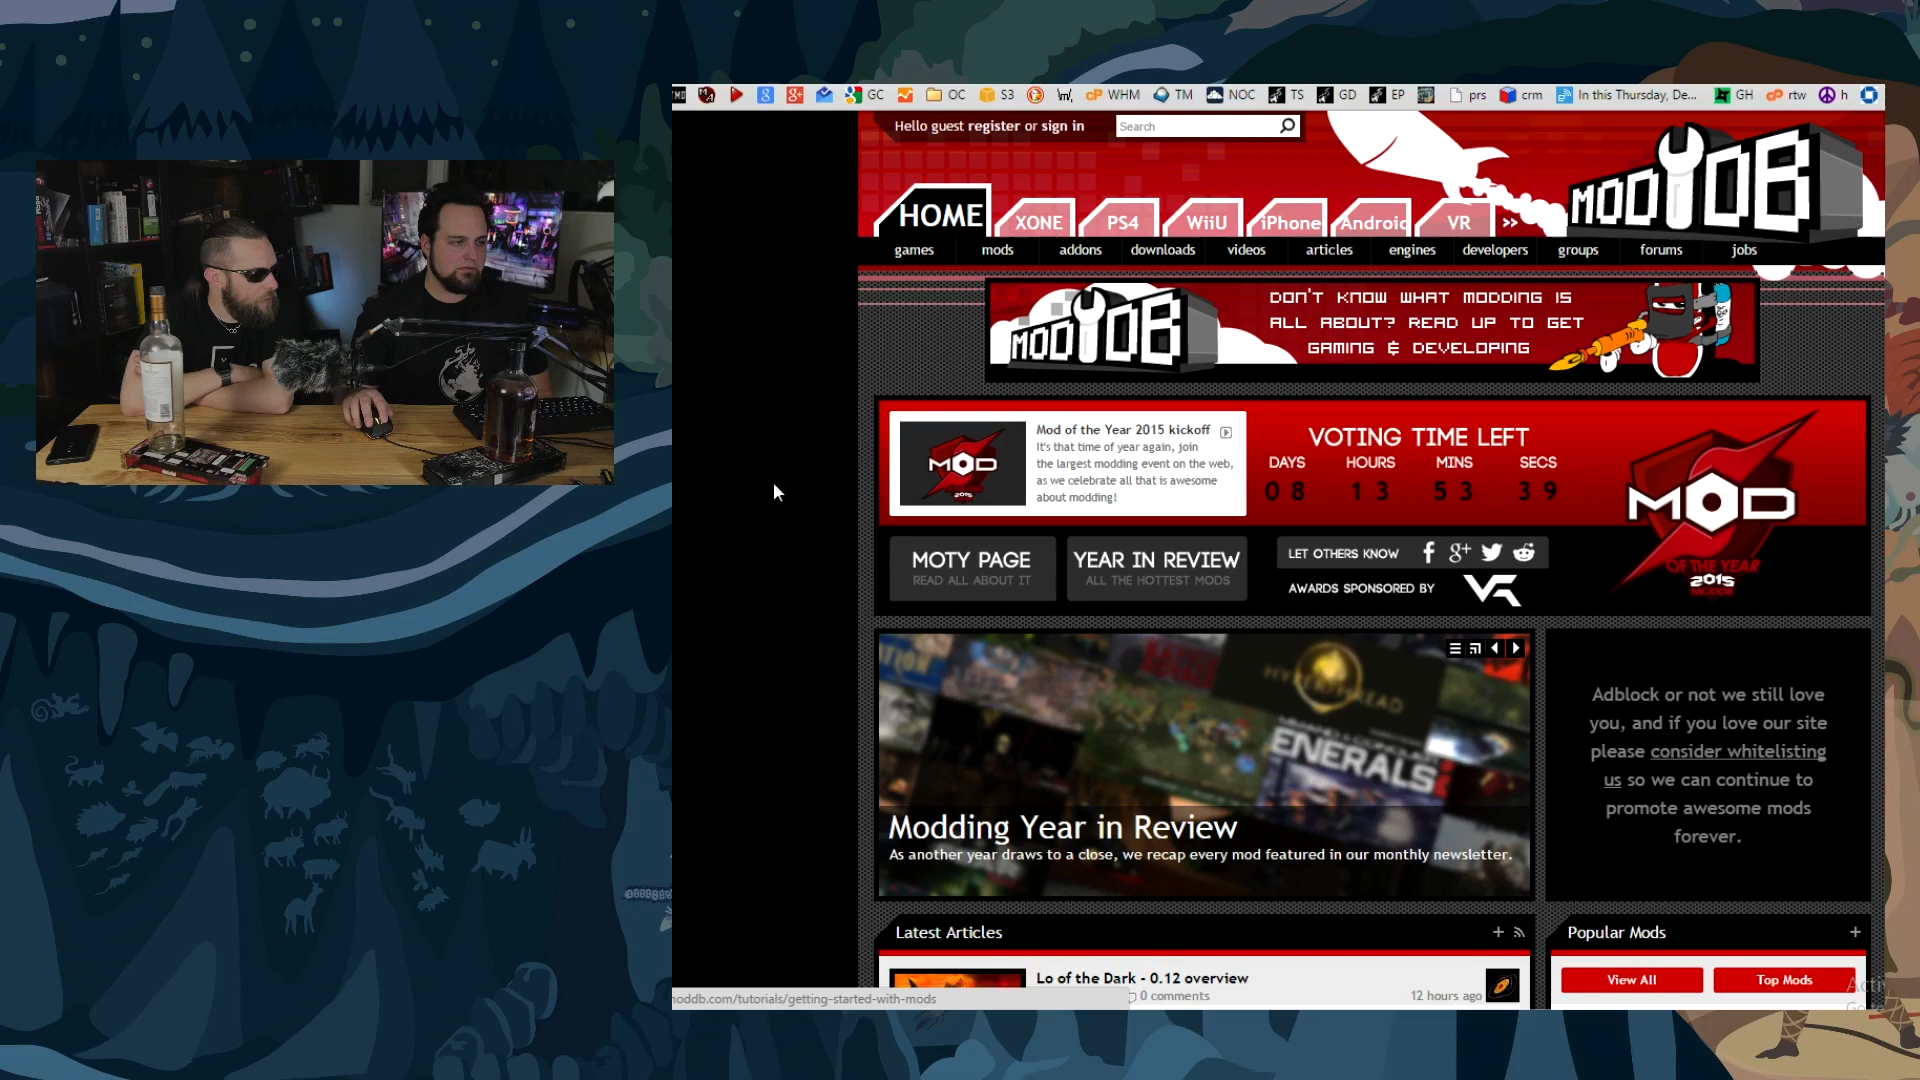 GC
OC
S3
\m/
cP WHM
TM
NOC
TS
GD
EP
prs
crm
In this Thursday, De...
GH
cP rtw
h
Hello guest register or sign in
Search
HOME
XONE
PS4
WiiU
iPhone
Android
VR
»
MODDB
games
mods
addons
downloads
videos
articles
engines
developers
groups
forums
jobs
MODDB
DON'T KNOW WHAT MODDING IS
ALL ABOUT? READ UP TO GET
GAMING & DEVELOPING
Mod of the Year 2015 kickoff
It's that time of year again, join
the largest modding event on the web,
as we celebrate all that is awesome
about modding!
MOD
2015
VOTING TIME LEFT
DAYS HOURS MINS SECS
08 13 53 39
MOD
OF THE YEAR
2015
MODDB
MOTY PAGE
READ ALL ABOUT IT
YEAR IN REVIEW
ALL THE HOTTEST MODS
LET OTHERS KNOW
AWARDS SPONSORED BY
HYPERTHREAD
ENERALS
Modding Year in Review
As another year draws to a close, we recap every mod featured in our monthly newsletter.
Adblock or not we still love
you, and if you love our site
please consider whitelisting
us so we can continue to
promote awesome mods
forever.
Latest Articles
Popular Mods
Lo of the Dark - 0.12 overview
0 comments
12 hours ago
View All
Top Mods
moddb.com/tutorials/getting-started-with-mods